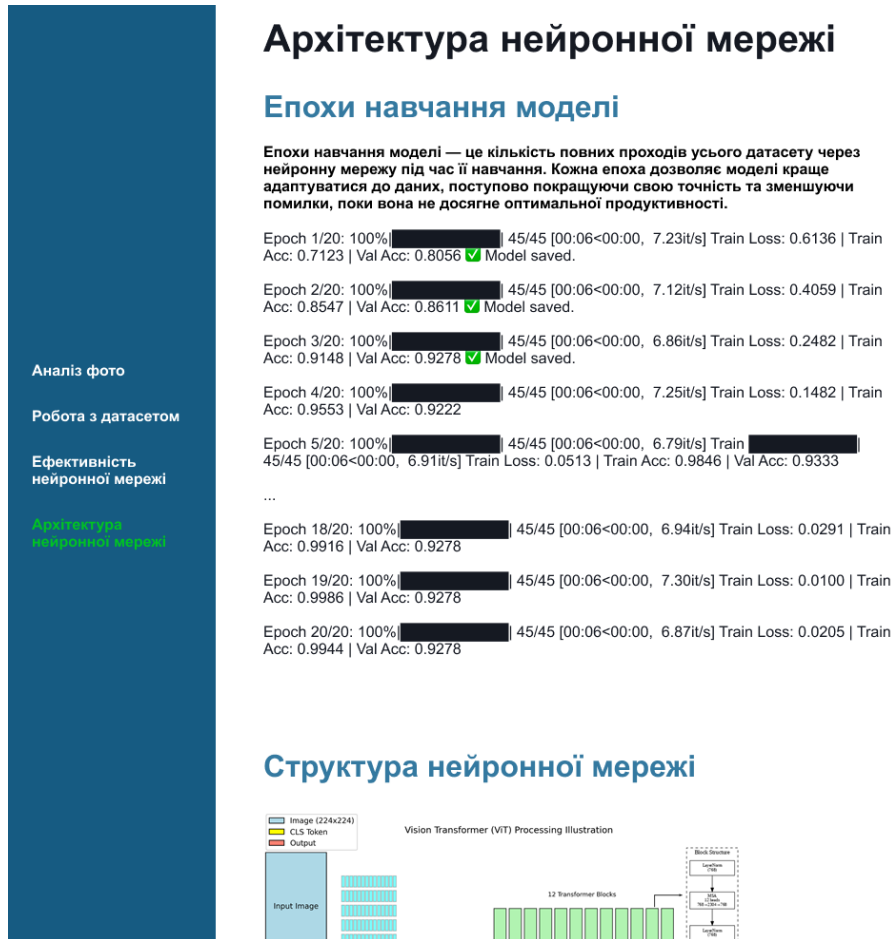 Аналіз фото
Робота з датасетом
Ефективність
нейронної мережі
Архітектура
нейронної мережі
Архітектура нейронної мережі
Епохи навчання моделі
Епохи навчання моделі — це кількість повних проходів усього датасету через
нейронну мережу під час її навчання. Кожна епоха дозволяє моделі краще
адаптуватися до даних, поступово покращуючи свою точність та зменшуючи
помилки, поки вона не досягне оптимальної продуктивності.
Epoch 1/20: 100%|██████████| 45/45 [00:06<00:00, 7.23it/s] Train Loss: 0.6136 | Train
Acc: 0.7123 | Val Acc: 0.8056 ✅ Model saved.
Epoch 2/20: 100%|██████████| 45/45 [00:06<00:00, 7.12it/s] Train Loss: 0.4059 | Train
Acc: 0.8547 | Val Acc: 0.8611 ✅ Model saved.
Epoch 3/20: 100%|██████████| 45/45 [00:06<00:00, 6.86it/s] Train Loss: 0.2482 | Train
Acc: 0.9148 | Val Acc: 0.9278 ✅ Model saved.
Epoch 4/20: 100%|██████████| 45/45 [00:06<00:00, 7.25it/s] Train Loss: 0.1482 | Train
Acc: 0.9553 | Val Acc: 0.9222
Epoch 5/20: 100%|██████████| 45/45 [00:06<00:00, 6.79it/s] Train ██████████|
45/45 [00:06<00:00, 6.91it/s] Train Loss: 0.0513 | Train Acc: 0.9846 | Val Acc: 0.9333
...
Epoch 18/20: 100%|██████████| 45/45 [00:06<00:00, 6.94it/s] Train Loss: 0.0291 | Train
Acc: 0.9916 | Val Acc: 0.9278
Epoch 19/20: 100%|██████████| 45/45 [00:06<00:00, 7.30it/s] Train Loss: 0.0100 | Train
Acc: 0.9986 | Val Acc: 0.9278
Epoch 20/20: 100%|██████████| 45/45 [00:06<00:00, 6.87it/s] Train Loss: 0.0205 | Train
Acc: 0.9944 | Val Acc: 0.9278
Структура нейронної мережі
Image (224x224)
CLS Token
Output
Vision Transformer (ViT) Processing Illustration
Input Image
12 Transformer Blocks
Block Structure
LayerNorm
(768)
MSA
12 heads
LayerNorm
(768)